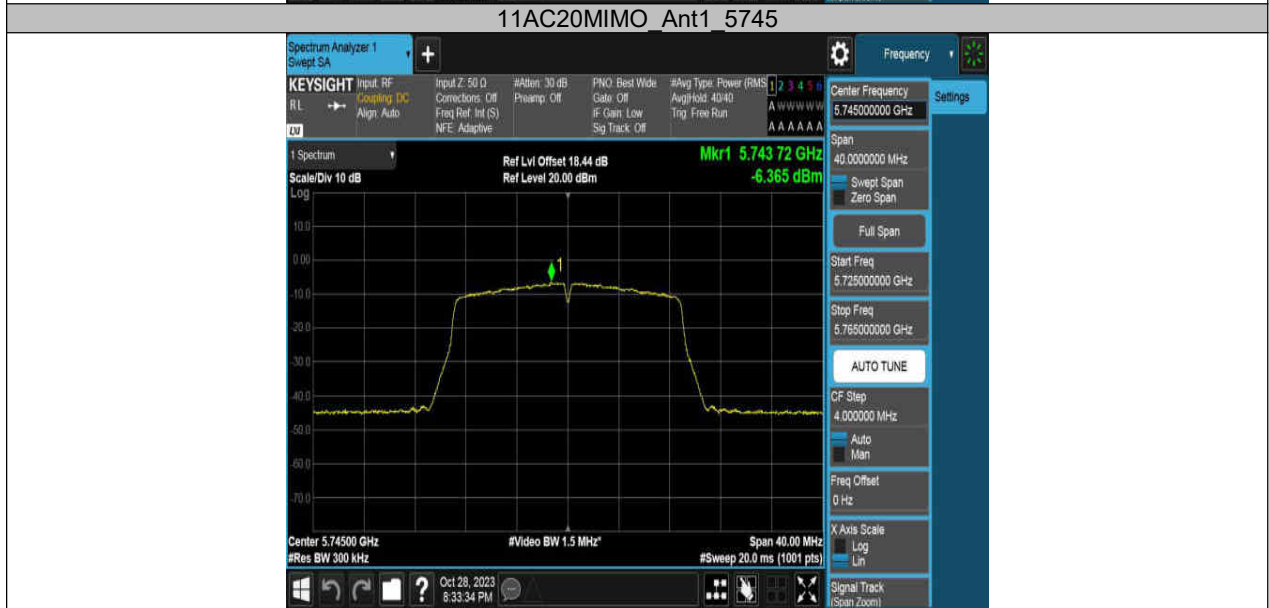 11AC20MIMO_Ant1_5745
Spectrum Analyzer 1
Swept SA
+
Frequency
KEYSIGHT
RL
Input: RF
Coupling: DC
Align: Auto
Input Z: 50 Ω
Corrections: Off
Freq Ref: Int (S)
NFE: Adaptive
#Atten: 30 dB
Preamp: Off
PNO: Best Wide
Gate: Off
IF Gain: Low
Sig Track: Off
#Avg Type: Power (RMS
Avg|Hold: 40/40
Trig: Free Run
1 2 3 4 5 6
A W W W W W
A A A A A A
1 Spectrum
Scale/Div 10 dB
Log
Ref Lvl Offset 18.44 dB
Ref Level 20.00 dBm
Mkr1 5.743 72 GHz
-6.365 dBm
10.0
0.00
-10.0
-20.0
-30.0
-40.0
-50.0
-60.0
-70.0
1
Center 5.74500 GHz
#Res BW 300 kHz
#Video BW 1.5 MHz*
Span 40.00 MHz
#Sweep 20.0 ms (1001 pts)
Center Frequency
5.745000000 GHz
Settings
Span
40.0000000 MHz
Swept Span
Zero Span
Full Span
Start Freq
5.725000000 GHz
Stop Freq
5.765000000 GHz
AUTO TUNE
CF Step
4.000000 MHz
Auto
Man
Freq Offset
0 Hz
X Axis Scale
Log
Lin
Signal Track
(Span Zoom)
?
Oct 28, 2023
8:33:34 PM